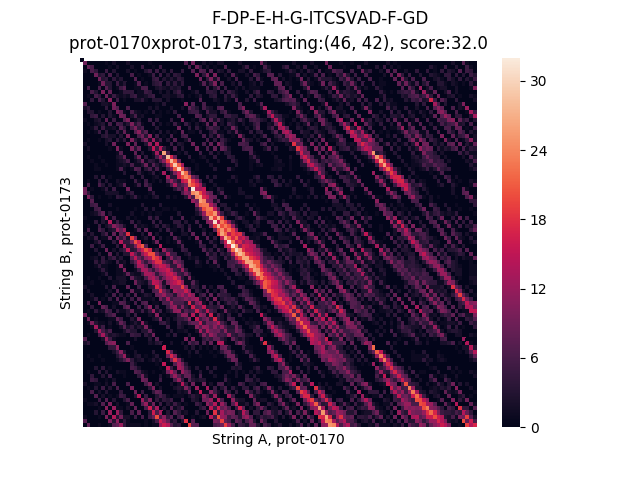 F-DP-E-H-G-ITCSVAD-F-GD
prot-0170xprot-0173, starting:(46, 42), score:32.0
30
24
18
12
6
0
String B, prot-0173
String A, prot-0170